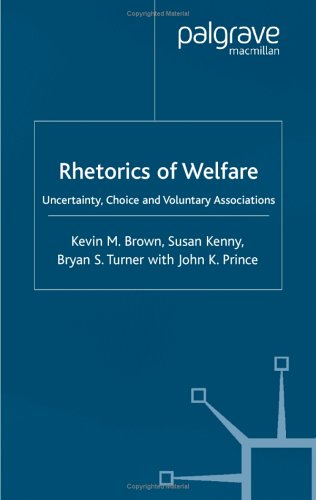 palgrave
macmillan
Rhetorics of Welfare
Uncertainty, Choice and Voluntary Associations
Kevin M. Brown, Susan Kenny,
Bryan S. Turner with John K. Prince
Copyrighted Material
Copyrighted Material